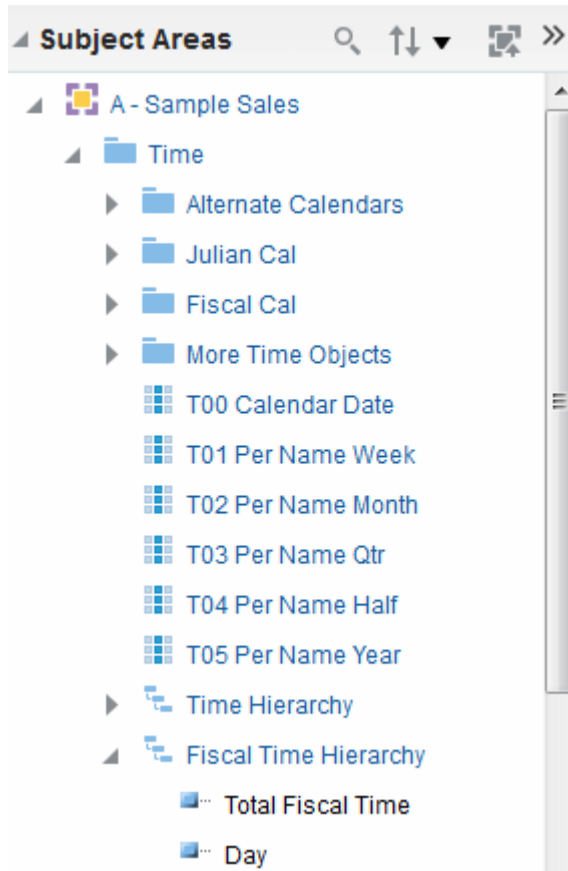 Subject Areas
A - Sample Sales
Time
Alternate Calendars
Julian Cal
Fiscal Cal
More Time Objects
T00 Calendar Date
T01 Per Name Week
T02 Per Name Month
T03 Per Name Qtr
T04 Per Name Half
T05 Per Name Year
Time Hierarchy
Fiscal Time Hierarchy
Total Fiscal Time
Day